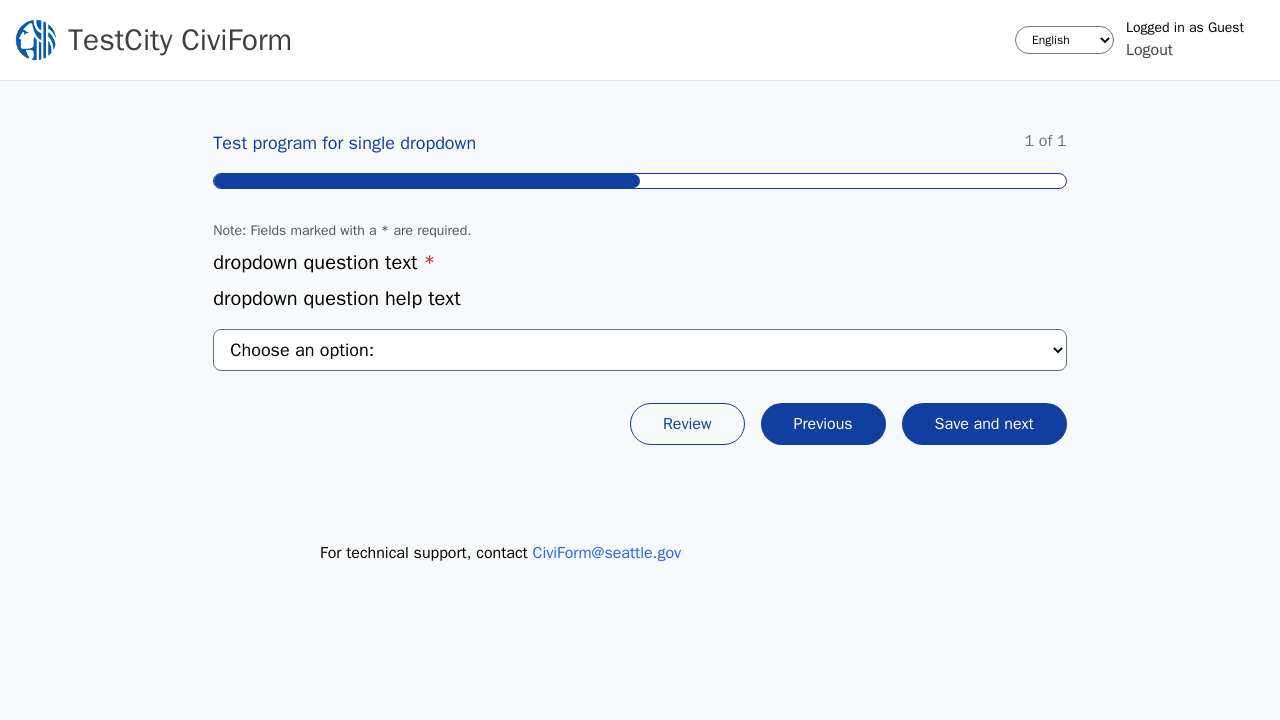 TestCity CiviForm
English
Logged in as Guest
Logout
Test program for single dropdown
1 of 1
Note: Fields marked with a * are required.
dropdown question text *
dropdown question help text
Choose an option:
Review
Previous
Save and next
For technical support, contact CiviForm@seattle.gov